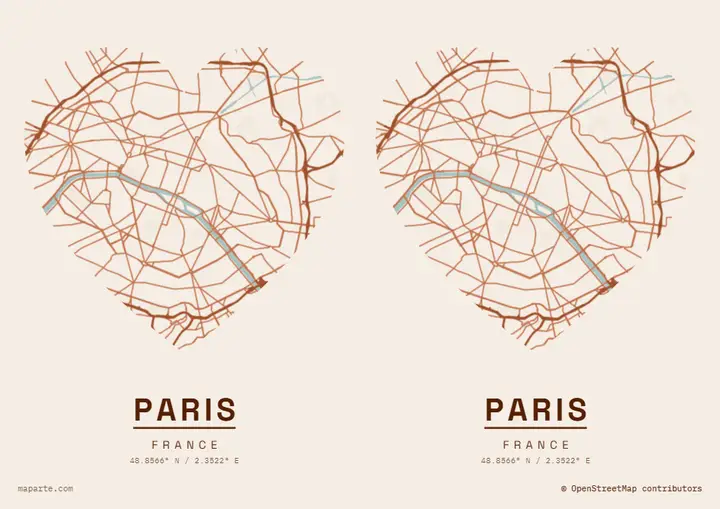 PARIS
FRANCE
48.8566° N / 2.3522° E
PARIS
FRANCE
48.8566° N / 2.3522° E
maparte.com
© OpenStreetMap contributors